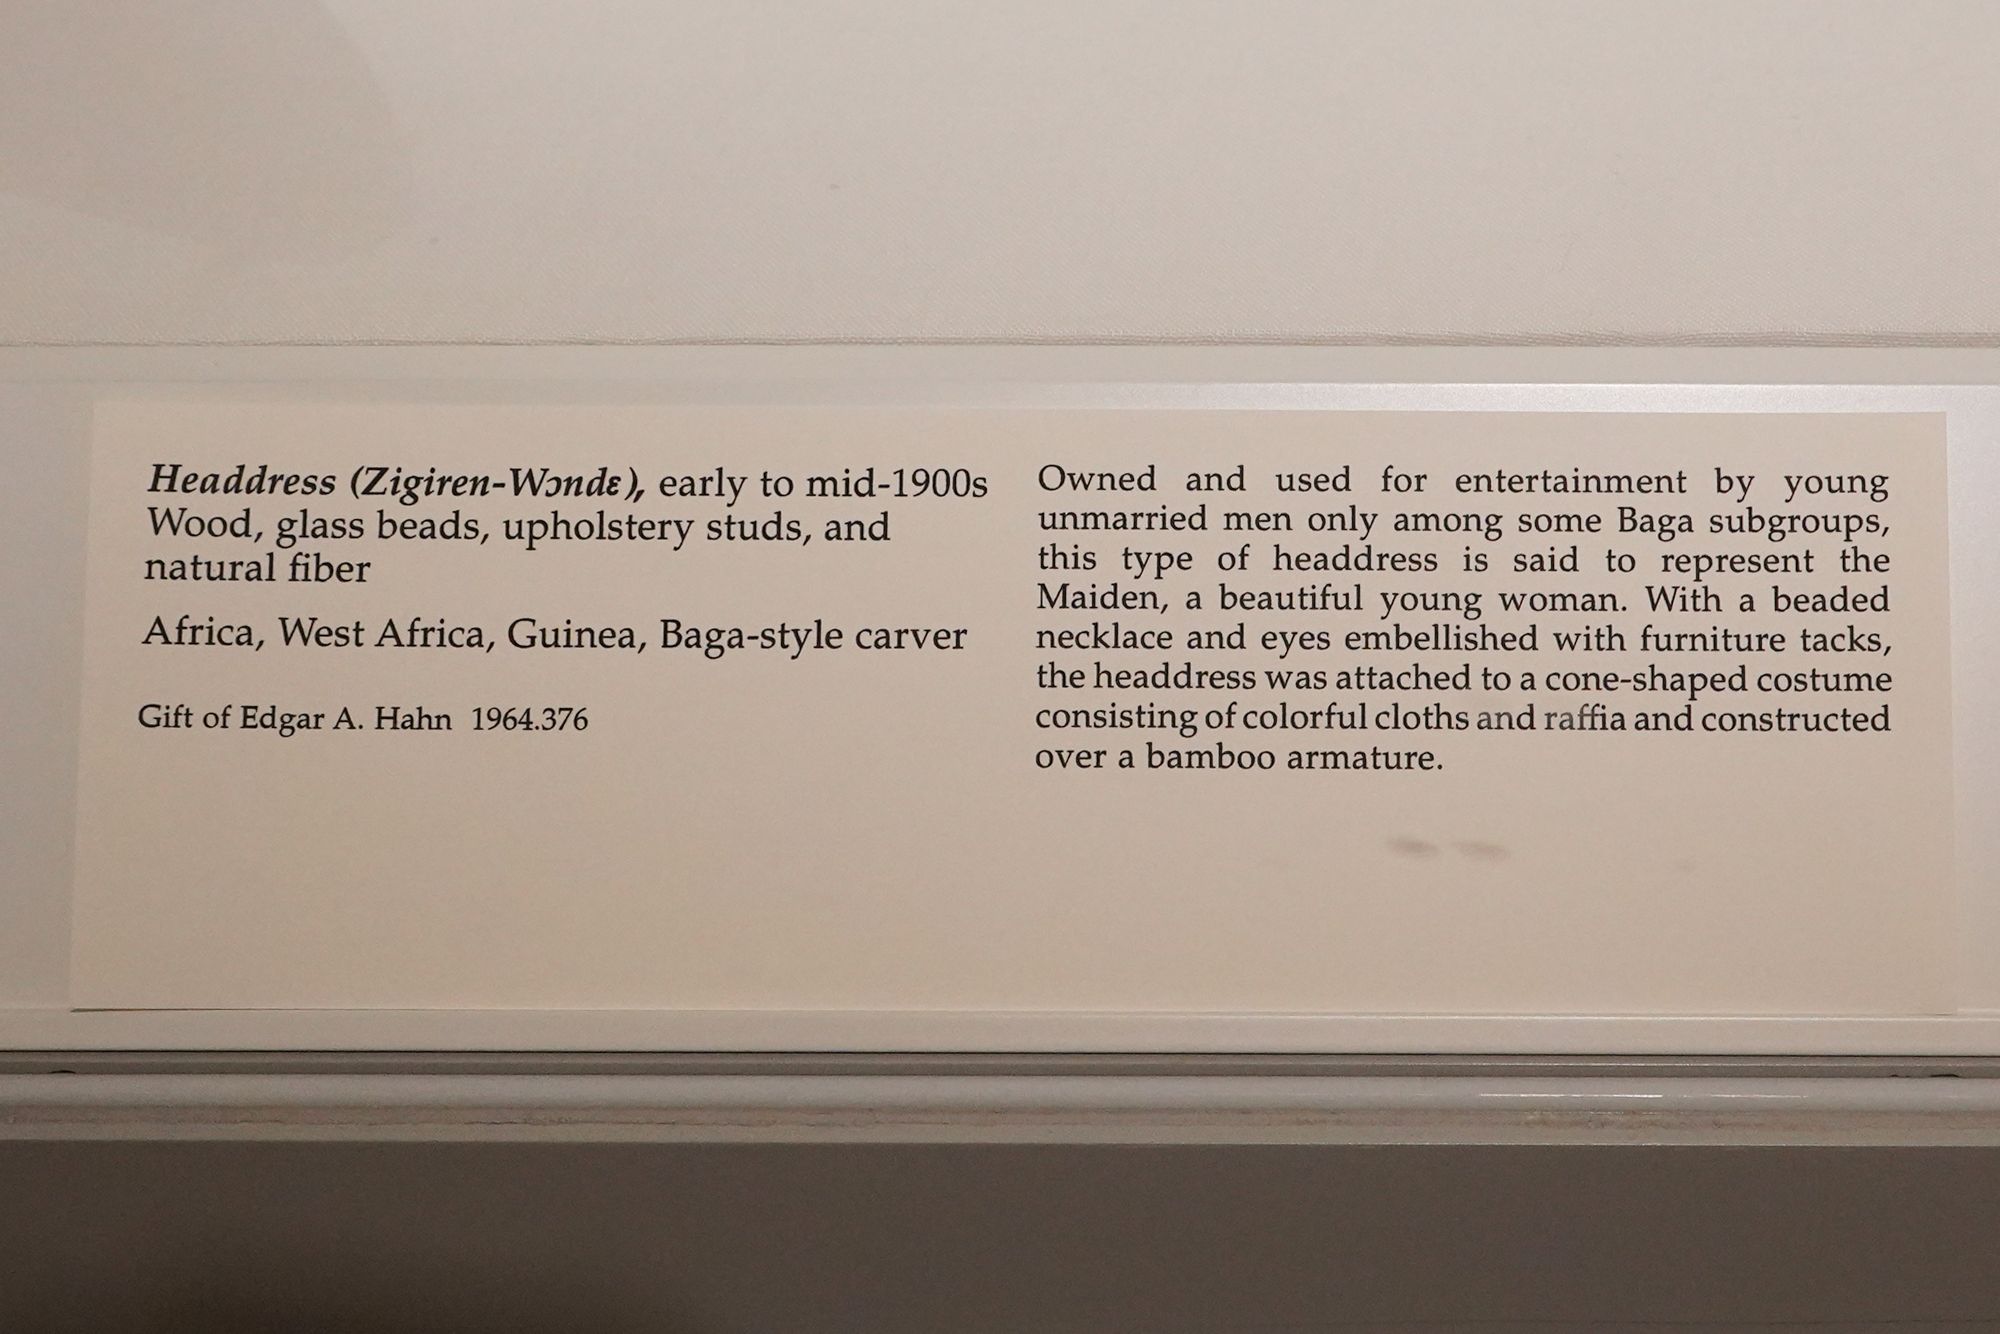 Headdress (Zigiren-Wɔndɛ), early to mid-1900s
Wood, glass beads, upholstery studs, and
natural fiber
Africa, West Africa, Guinea, Baga-style carver
Gift of Edgar A. Hahn 1964.376
Owned and used for entertainment by young
unmarried men only among some Baga subgroups,
this type of headdress is said to represent the
Maiden, a beautiful young woman. With a beaded
necklace and eyes embellished with furniture tacks,
the headdress was attached to a cone-shaped costume
consisting of colorful cloths and raffia and constructed
over a bamboo armature.